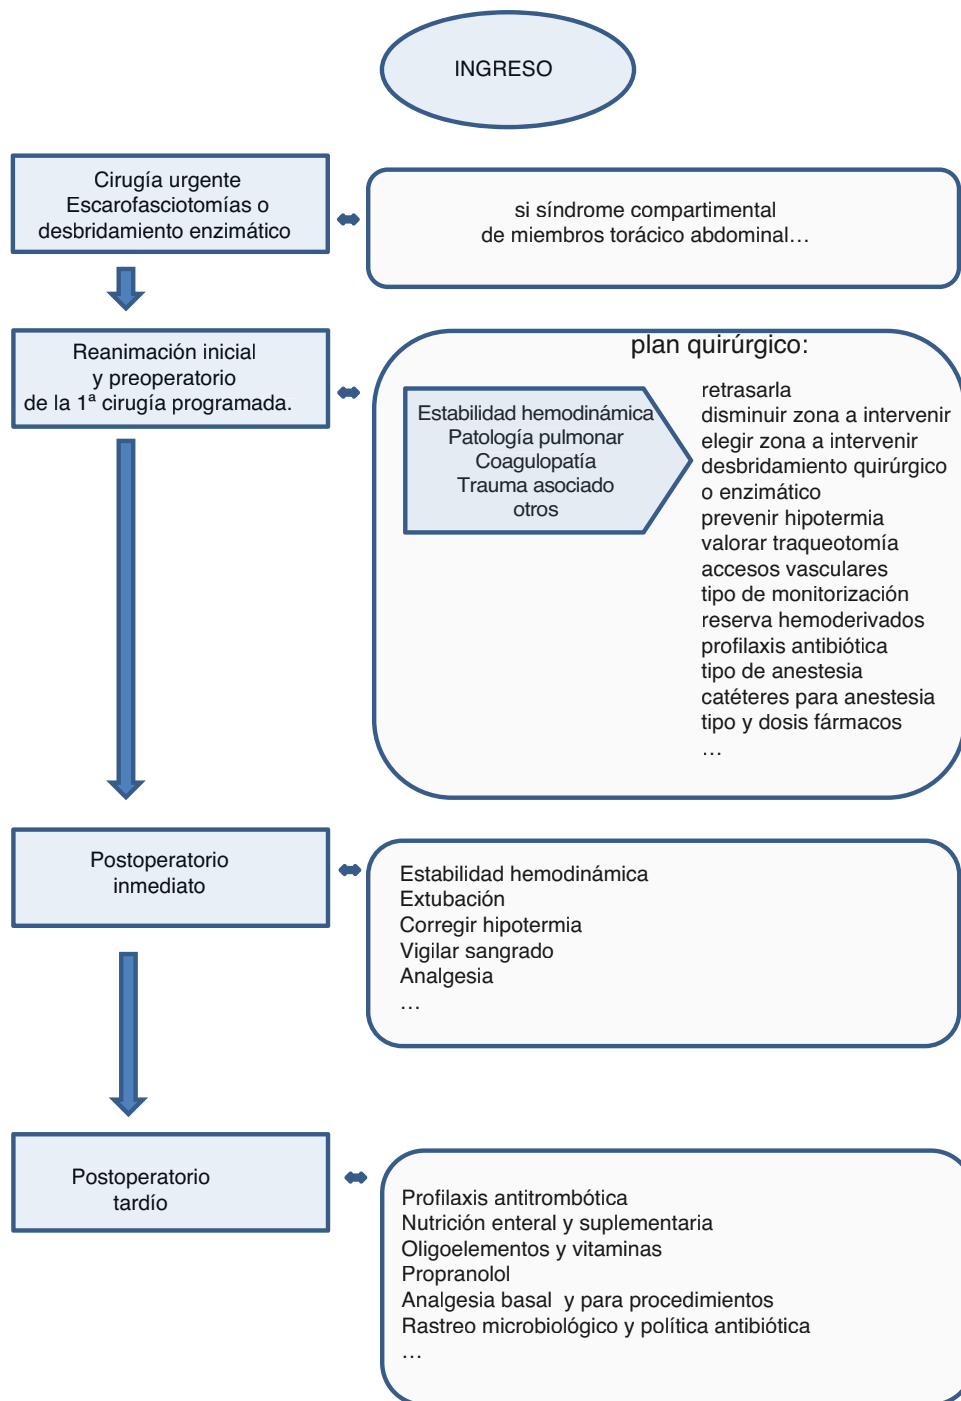 INGRESO
Cirugía urgente
Escarofasciotomías o
desbridamiento enzimático
si síndrome compartimental
de miembros torácico abdominal…
Reanimación inicial
y preoperatorio
de la 1ª cirugía programada.
plan quirúrgico:
Estabilidad hemodinámica
Patología pulmonar
Coagulopatía
Trauma asociado
otros
retrasarla
disminuir zona a intervenir
elegir zona a intervenir
desbridamiento quirúrgico
o enzimático
prevenir hipotermia
valorar traqueotomía
accesos vasculares
tipo de monitorización
reserva hemoderivados
profilaxis antibiótica
tipo de anestesia
catéteres para anestesia
tipo y dosis fármacos
…
Postoperatorio
inmediato
Estabilidad hemodinámica
Extubación
Corregir hipotermia
Vigilar sangrado
Analgesia
…
Postoperatorio
tardío
Profilaxis antitrombótica
Nutrición enteral y suplementaria
Oligoelementos y vitaminas
Propranolol
Analgesia basal y para procedimientos
Rastreo microbiológico y política antibiótica
…